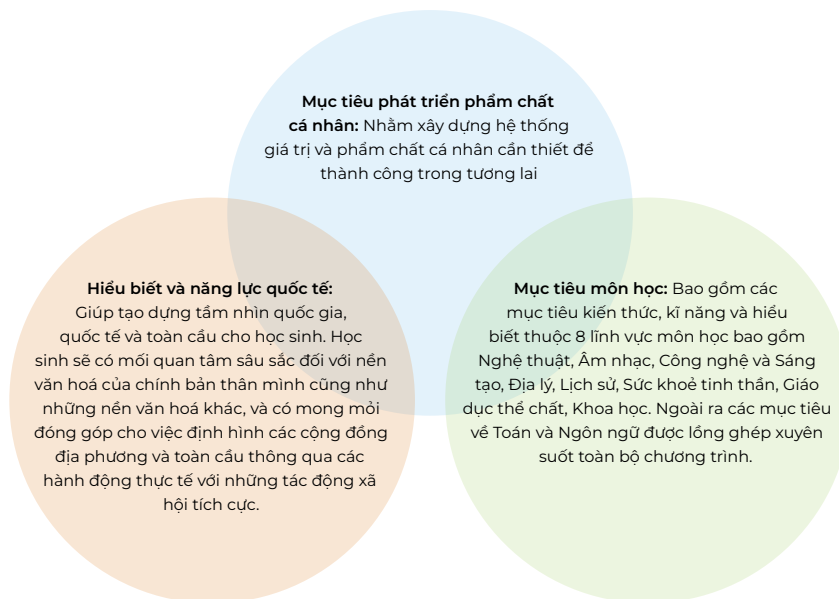 Mục tiêu phát triển phẩm chất
cá nhân: Nhằm xây dựng hệ thống
giá trị và phẩm chất cá nhân cần thiết để
thành công trong tương lai
Hiểu biết và năng lực quốc tế:
Giúp tạo dựng tầm nhìn quốc gia,
quốc tế và toàn cầu cho học sinh. Học
sinh sẽ có mối quan tâm sâu sắc đối với nền
văn hoá của chính bản thân mình cũng như
những nền văn hoá khác, và có mong mỏi
đóng góp cho việc định hình các cộng đồng
địa phương và toàn cầu thông qua các
hành động thực tế với những tác động xã
hội tích cực.
Mục tiêu môn học: Bao gồm các
mục tiêu kiến thức, kĩ năng và hiểu
biết thuộc 8 lĩnh vực môn học bao gồm
Nghệ thuật, Âm nhạc, Công nghệ và Sáng
tạo, Địa lý, Lịch sử, Sức khoẻ tinh thần, Giáo
dục thể chất, Khoa học. Ngoài ra các mục tiêu
về Toán và Ngôn ngữ được lồng ghép xuyên
suốt toàn bộ chương trình.